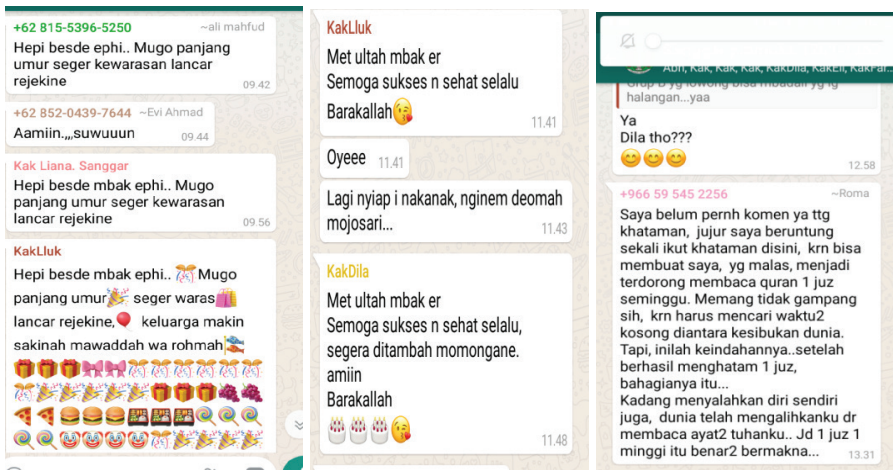 +62 815-5396-5250 ~ali mahfud
Hepi besde ephi.. Mugo panjang
umur seger kewarasan lancar
rejekine
09.42
+62 852-0439-7644 ~Evi Ahmad
Aamiin.,,,suwuuun
09.44
Kak Liana. Sanggar
Hepi besde mbak ephi.. Mugo
panjang umur seger kewarasan
lancar rejekine
09.56
KakLluk
Hepi besde mbak ephi.. 🎊 Mugo
panjang umur🎉 seger waras🛍️
lancar rejekine,🎈 keluarga makin
sakinah mawaddah wa rohmah🎏
KakLluk
Met ultah mbak er
Semoga sukses n sehat selalu
Barakallah😘
11.41
Oyeee 11.41
Lagi nyiap i nakanak, nginem deomah
mojosari...
11.43
KakDila
Met ultah mbak er
Semoga sukses n sehat selalu,
segera ditambah momongane.
amiin
Barakallah
🎂🎂🎂😘
11.48
Abn, Kak, Kak, Kak, KakDila, KakEli, KakFar...
Grup B yg lowong bisa mbadali yg ig
halangan...yaa
Ya
Dila tho???
😊😊😊
12.58
+966 59 545 2256 ~Roma
Saya belum pernh komen ya ttg
khataman, jujur saya beruntung
sekali ikut khataman disini, krn bisa
membuat saya, yg malas, menjadi
terdorong membaca quran 1 juz
seminggu. Memang tidak gampang
sih, krn harus mencari waktu2
kosong diantara kesibukan dunia.
Tapi, inilah keindahannya..setelah
berhasil menghatam 1 juz,
bahagianya itu...
Kadang menyalahkan diri sendiri
juga, dunia telah mengalihkanku dr
membaca ayat2 tuhanku.. Jd 1 juz 1
minggi itu benar2 bermakna...
13.31